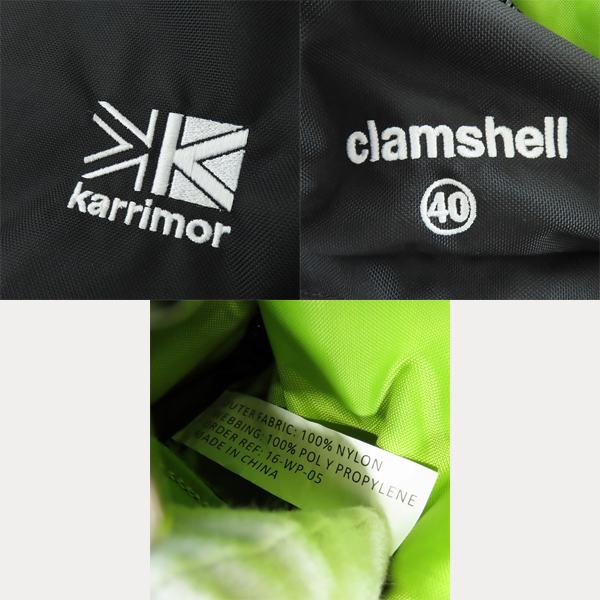 karrimor
clamshell
40
OUTER FABRIC: 100% NYLON
WEBBING: 100% POLY PROPYLENE
ORDER REF: 16-WP-05
MADE IN CHINA